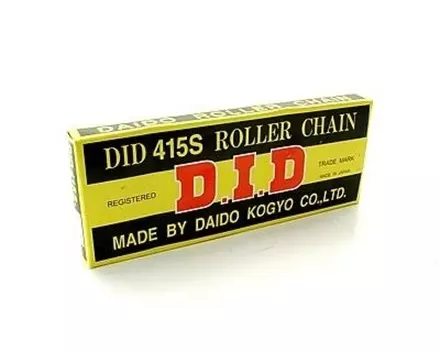 DAIDO ROLLER CHAIN
DID 415S ROLLER CHAIN
REGISTERED
D.I.D
TRADE MARK
MADE IN JAPAN
MADE BY DAIDO KOGYO CO.,LTD.